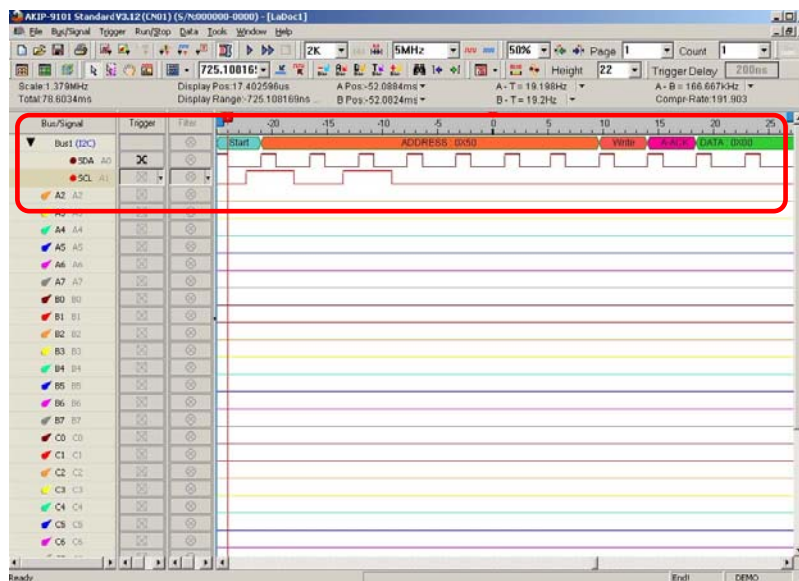 AKIP-9101 Standard V3.12 (CN01) (S/N:000000-0000) - [LaDoc1]
File Bus/Signal Trigger Run/Stop Data Tools Window Help
2K 5MHz 50% Page 1 Count 1
Height 22 Trigger Delay 200ns
Scale:1.379MHz Display Pos:17.402596us A Pos:-52.0884ms A - T = 19.198Hz A - B = 166.667kHz
Total:78.6034ms Display Range:-725.108169ns ... B Pos:-52.0824ms B - T = 19.2Hz Compr-Rate:191.903
Bus/Signal Trigger Filter -20 -15 -10 -5 0 5 10 15 20 25
Bus1 (I2C) Start ADDRESS : 0X50 Write A-ACK DATA : 0X00
SDA A0
SCL A1
A2 A2
A3 A3
A4 A4
A5 A5
A6 A6
A7 A7
B0 B0
B1 B1
B2 B2
B3 B3
B4 B4
B5 B5
B6 B6
B7 B7
C0 C0
C1 C1
C2 C2
C3 C3
C4 C4
C5 C5
C6 C6
Ready End! DEMO